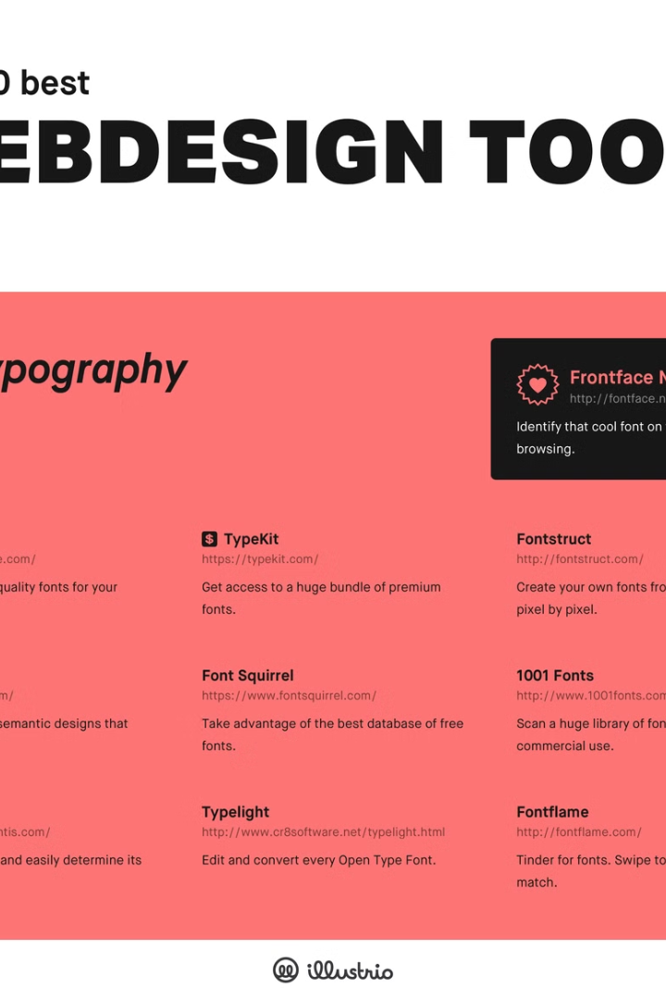 0 best
EBDESIGN TOO
ypography
Frontface
http://fontface.n
Identify that cool font on
browsing.
e.com/
quality fonts for your
TypeKit
https://typekit.com/
Get access to a huge bundle of premium
fonts.
Fontstruct
http://fontstruct.com/
Create your own fonts fro
pixel by pixel.
m/
semantic designs that
Font Squirrel
https://www.fontsquirrel.com/
Take advantage of the best database of free
fonts.
1001 Fonts
http://www.1001fonts.com
Scan a huge library of fon
commercial use.
ntis.com/
and easily determine its
Typelight
http://www.cr8software.net/typelight.html
Edit and convert every Open Type Font.
Fontflame
http://fontflame.com/
Tinder for fonts. Swipe to
match.
illustrio